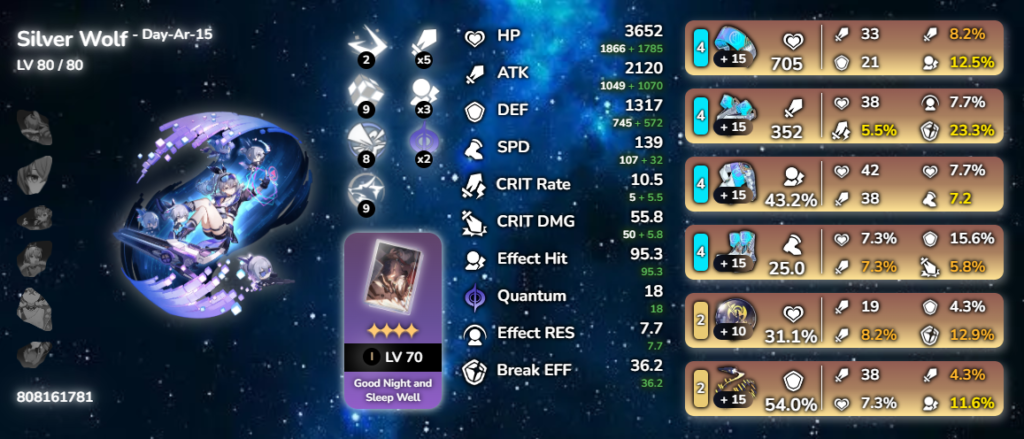 Silver Wolf - Day-Ar-15
LV 80 / 80
808161781
2
x5
9
x3
8
x2
9
I LV 70
Good Night and
Sleep Well
HP 3652
1866 + 1785
ATK 2120
1049 + 1070
DEF 1317
745 + 572
SPD 139
107 + 32
CRIT Rate 10.5
5 + 5.5
CRIT DMG 55.8
50 + 5.8
Effect Hit 95.3
95.3
Quantum 18
18
Effect RES 7.7
7.7
Break EFF 36.2
36.2
4 33 8.2%
+ 15 705 21 12.5%
4 38 7.7%
+ 15 352 5.5% 23.3%
4 42 7.7%
+ 15 43.2% 38 7.2
4 7.3% 15.6%
+ 15 25.0 7.3% 5.8%
2 19 4.3%
+ 10 31.1% 8.2% 12.9%
2 38 4.3%
+ 15 54.0% 7.3% 11.6%